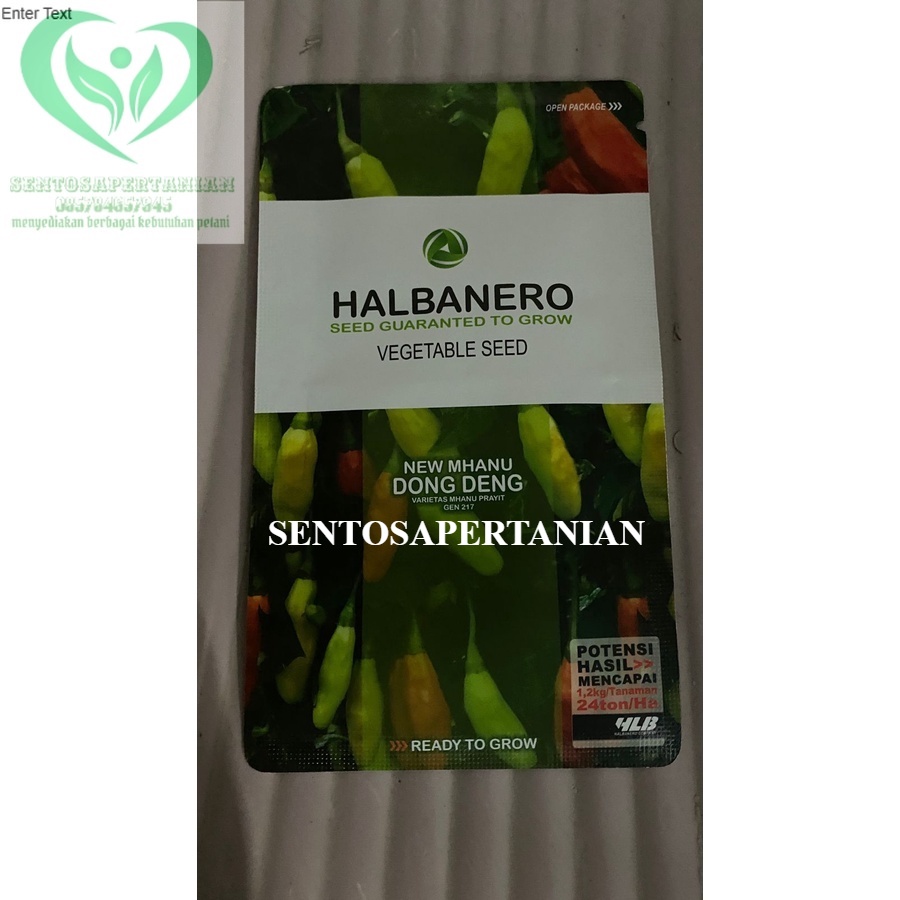 Enter Text
SENTOSAPERTANIAN
menyediakan berbagai kebutuhan petani
OPEN PACKAGE >>>
HALBANERO
SEED GUARANTED TO GROW
VEGETABLE SEED
NEW MHANU
DONG DENG
VARIETAS MHANU PRAYIT
GEN 217
SENTOSAPERTANIAN
POTENSI
HASIL>>
MENCAPAI
1,2kg/Tanaman
24ton/Ha
HLB
>>> READY TO GROW